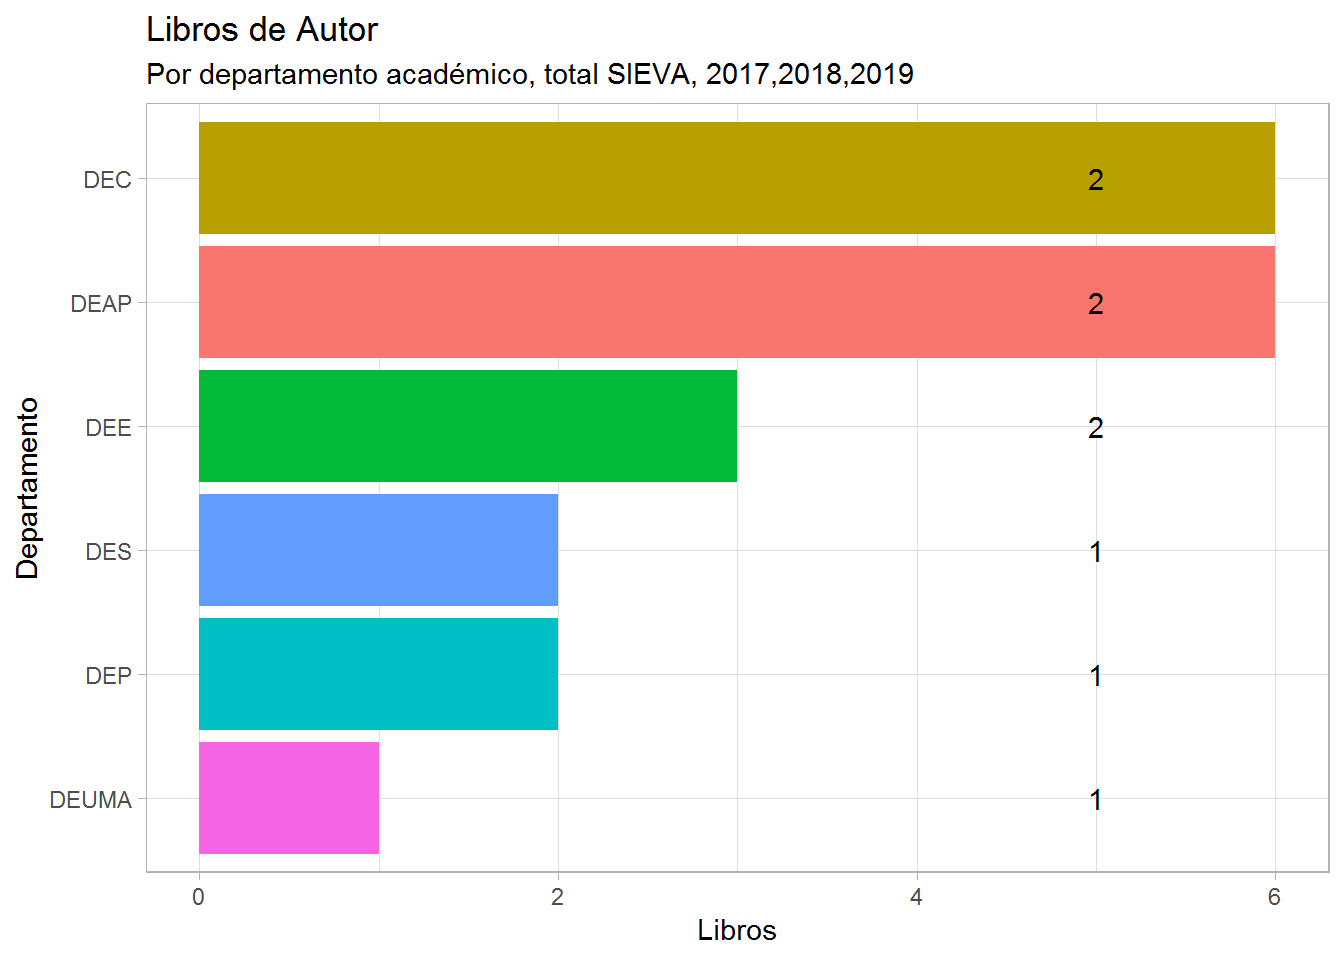 Libros de Autor
Por departamento académico, total SIEVA, 2017,2018,2019
Departamento
DEC 2
DEAP 2
DEE 2
DES 1
DEP 1
DEUMA 1
0 2 4 6
Libros